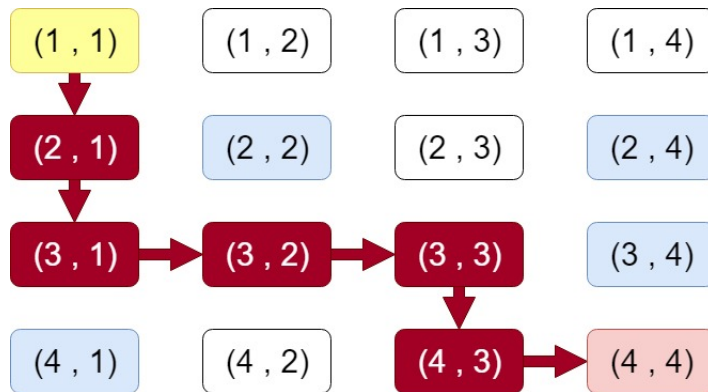 (1 , 1) (1 , 2) (1 , 3) (1 , 4)
(2 , 1) (2 , 2) (2 , 3) (2 , 4)
(3 , 1) (3 , 2) (3 , 3) (3 , 4)
(4 , 1) (4 , 2) (4 , 3) (4 , 4)